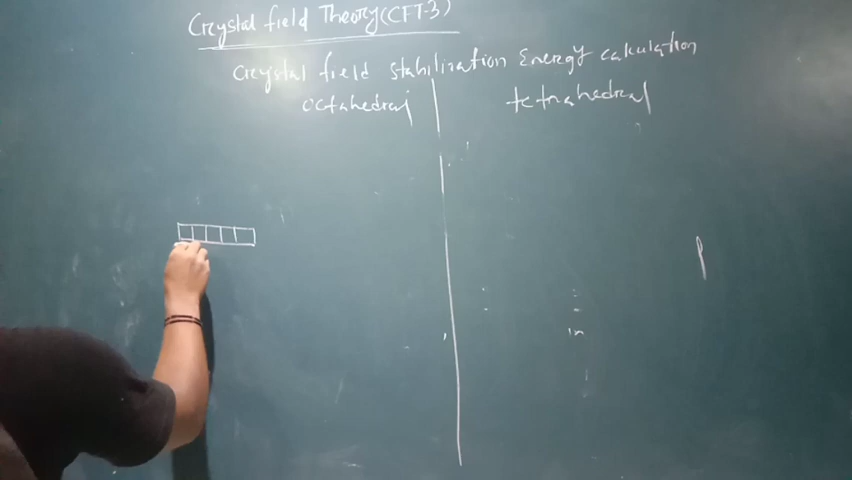 Crystal field Theory(CFT-3)
Crystal field stabilization Energy calculation
octahedral
tetrahedral